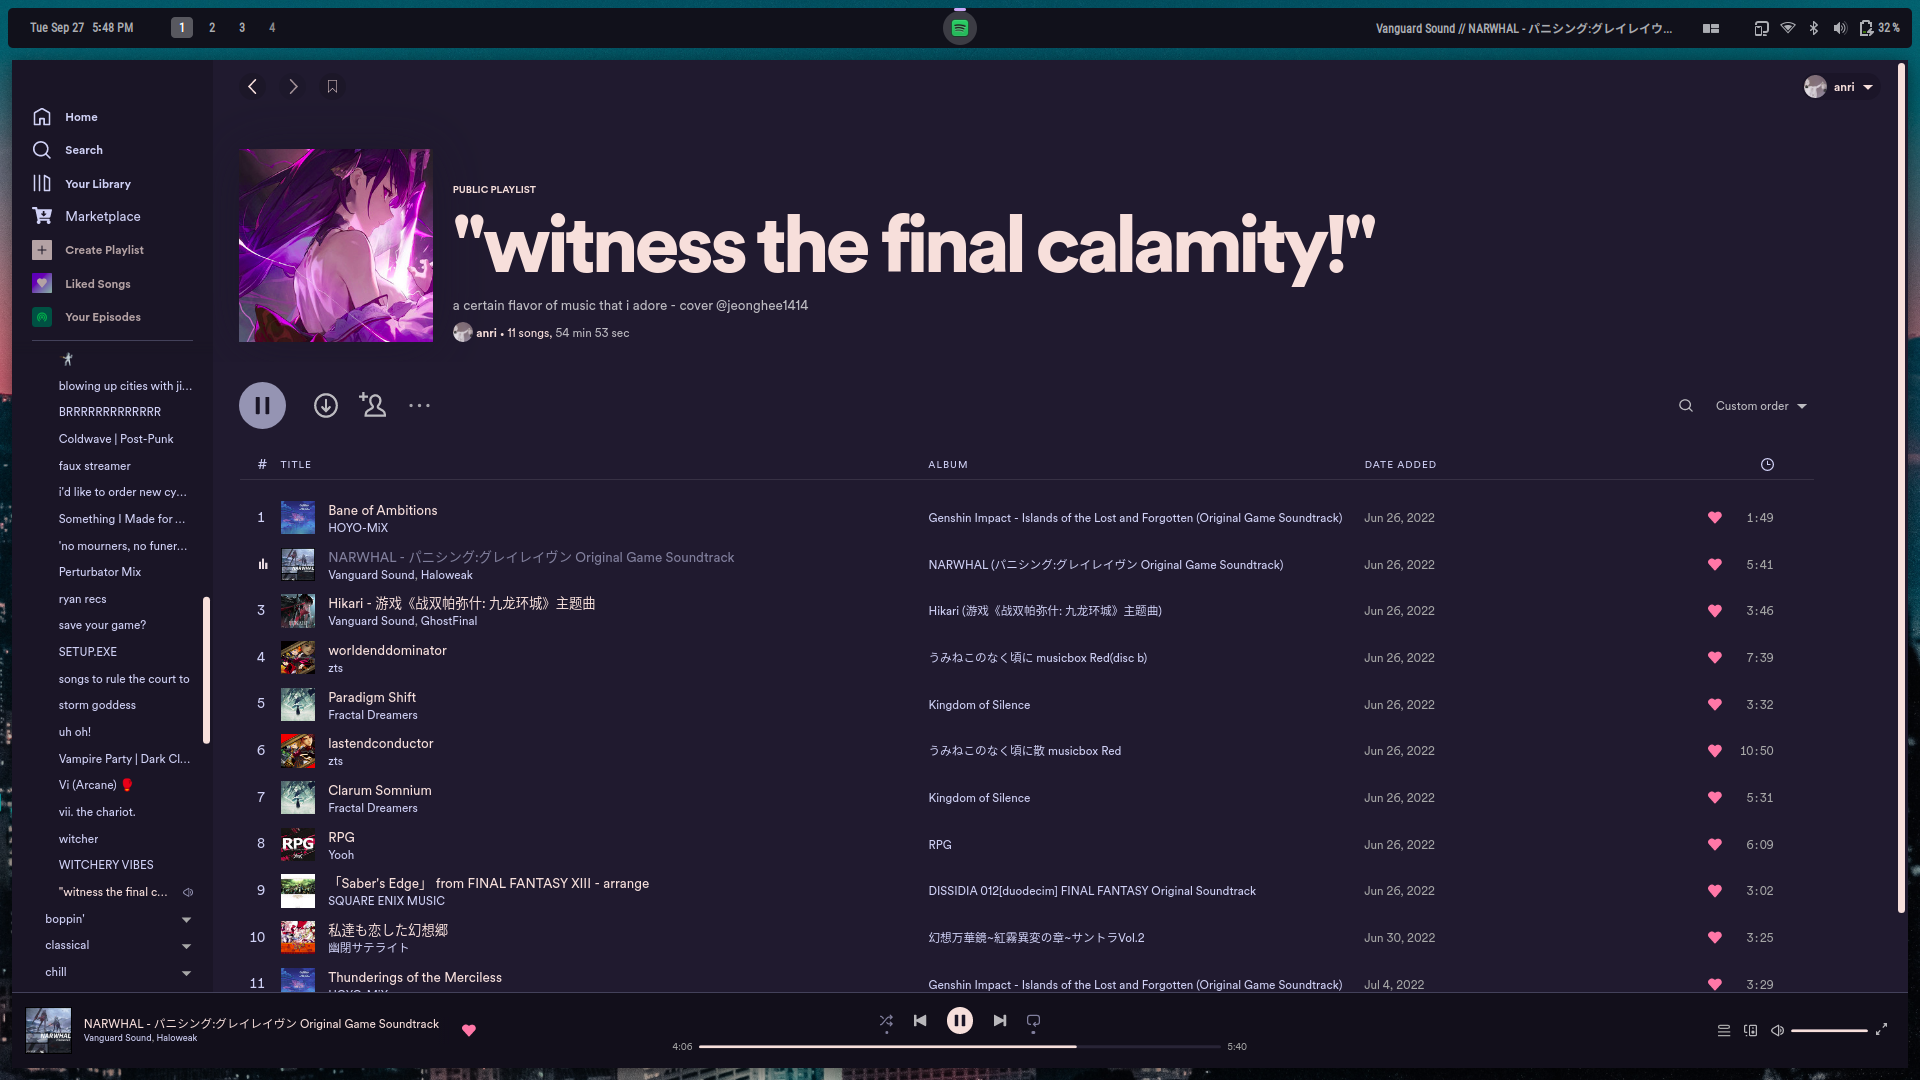 Tue Sep 27 5:48 PM
1 2 3 4
Vanguard Sound // NARWHAL - パニシング:グレイレイウ...
32 %
anri
Home
Search
Your Library
Marketplace
Create Playlist
Liked Songs
Your Episodes
blowing up cities with ji...
BRRRRRRRRRRRRR
Coldwave | Post-Punk
faux streamer
i'd like to order new cy...
Something I Made for ...
'no mourners, no funer...
Perturbator Mix
ryan recs
save your game?
SETUP.EXE
songs to rule the court to
storm goddess
uh oh!
Vampire Party | Dark Cl...
Vi (Arcane) 🥊
vii. the chariot.
witcher
WITCHERY VIBES
"witness the final c...
boppin'
classical
chill
PUBLIC PLAYLIST
"witness the final calamity!"
a certain flavor of music that i adore - cover @jeonghee1414
anri • 11 songs, 54 min 53 sec
Custom order
# TITLE ALBUM DATE ADDED
1 Bane of Ambitions Genshin Impact - Islands of the Lost and Forgotten (Original Game Soundtrack) Jun 26, 2022 1:49
HOYO-MiX
NARWHAL - パニシング:グレイレイヴン Original Game Soundtrack NARWHAL (パニシング:グレイレイヴン Original Game Soundtrack) Jun 26, 2022 5:41
Vanguard Sound, Haloweak
3 Hikari - 游戏《战双帕弥什: 九龙环城》主题曲 Hikari (游戏《战双帕弥什: 九龙环城》主题曲) Jun 26, 2022 3:46
Vanguard Sound, GhostFinal
4 worldenddominator うみねこのなく頃に musicbox Red(disc b) Jun 26, 2022 7:39
zts
5 Paradigm Shift Kingdom of Silence Jun 26, 2022 3:32
Fractal Dreamers
6 lastendconductor うみねこのなく頃に散 musicbox Red Jun 26, 2022 10:50
zts
7 Clarum Somnium Kingdom of Silence Jun 26, 2022 5:31
Fractal Dreamers
8 RPG RPG RPG Jun 26, 2022 6:09
Yooh
9 「Saber's Edge」 from FINAL FANTASY XIII - arrange DISSIDIA 012[duodecim] FINAL FANTASY Original Soundtrack Jun 26, 2022 3:02
SQUARE ENIX MUSIC
10 私達も恋した幻想郷 幻想万華鏡~紅霧異変の章~サントラVol.2 Jun 30, 2022 3:25
幽閉サテライト
11 Thunderings of the Merciless Genshin Impact - Islands of the Lost and Forgotten (Original Game Soundtrack) Jul 4, 2022 3:29
HOYO-MiX
NARWHAL
NARWHAL - パニシング:グレイレイヴン Original Game Soundtrack
Vanguard Sound, Haloweak
4:06 5:40